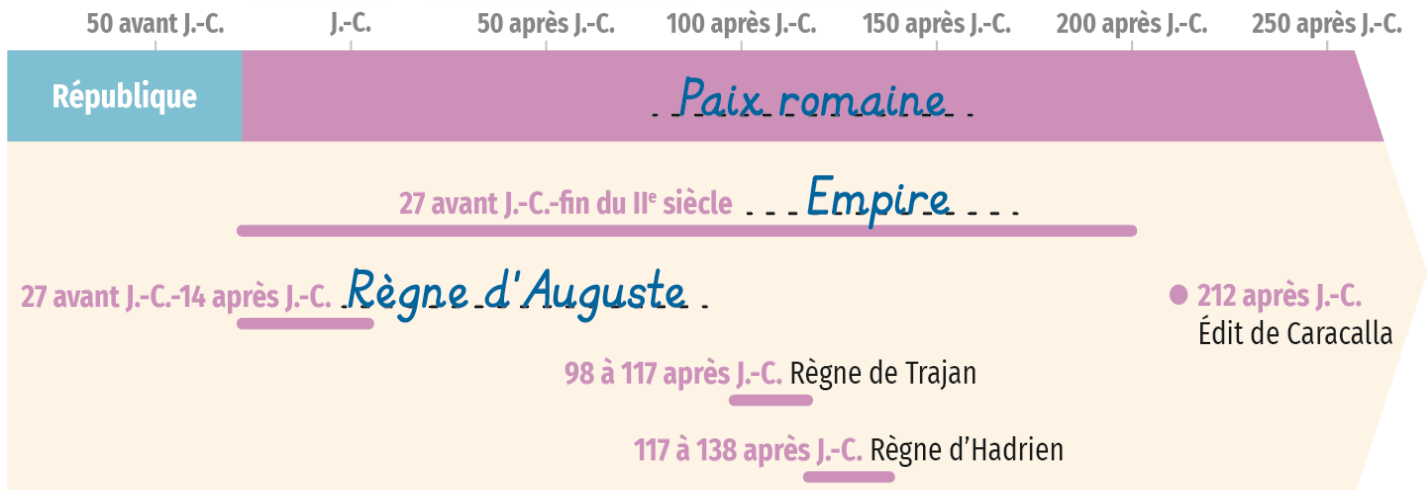 50 avant J.-C. J.-C. 50 après J.-C. 100 après J.-C. 150 après J.-C. 200 après J.-C. 250 après J.-C.
République Paix romaine
27 avant J.-C.-fin du IIe siècle Empire
27 avant J.-C.-14 après J.-C. Règne d'Auguste
212 après J.-C.
Édit de Caracalla
98 à 117 après J.-C. Règne de Trajan
117 à 138 après J.-C. Règne d’Hadrien